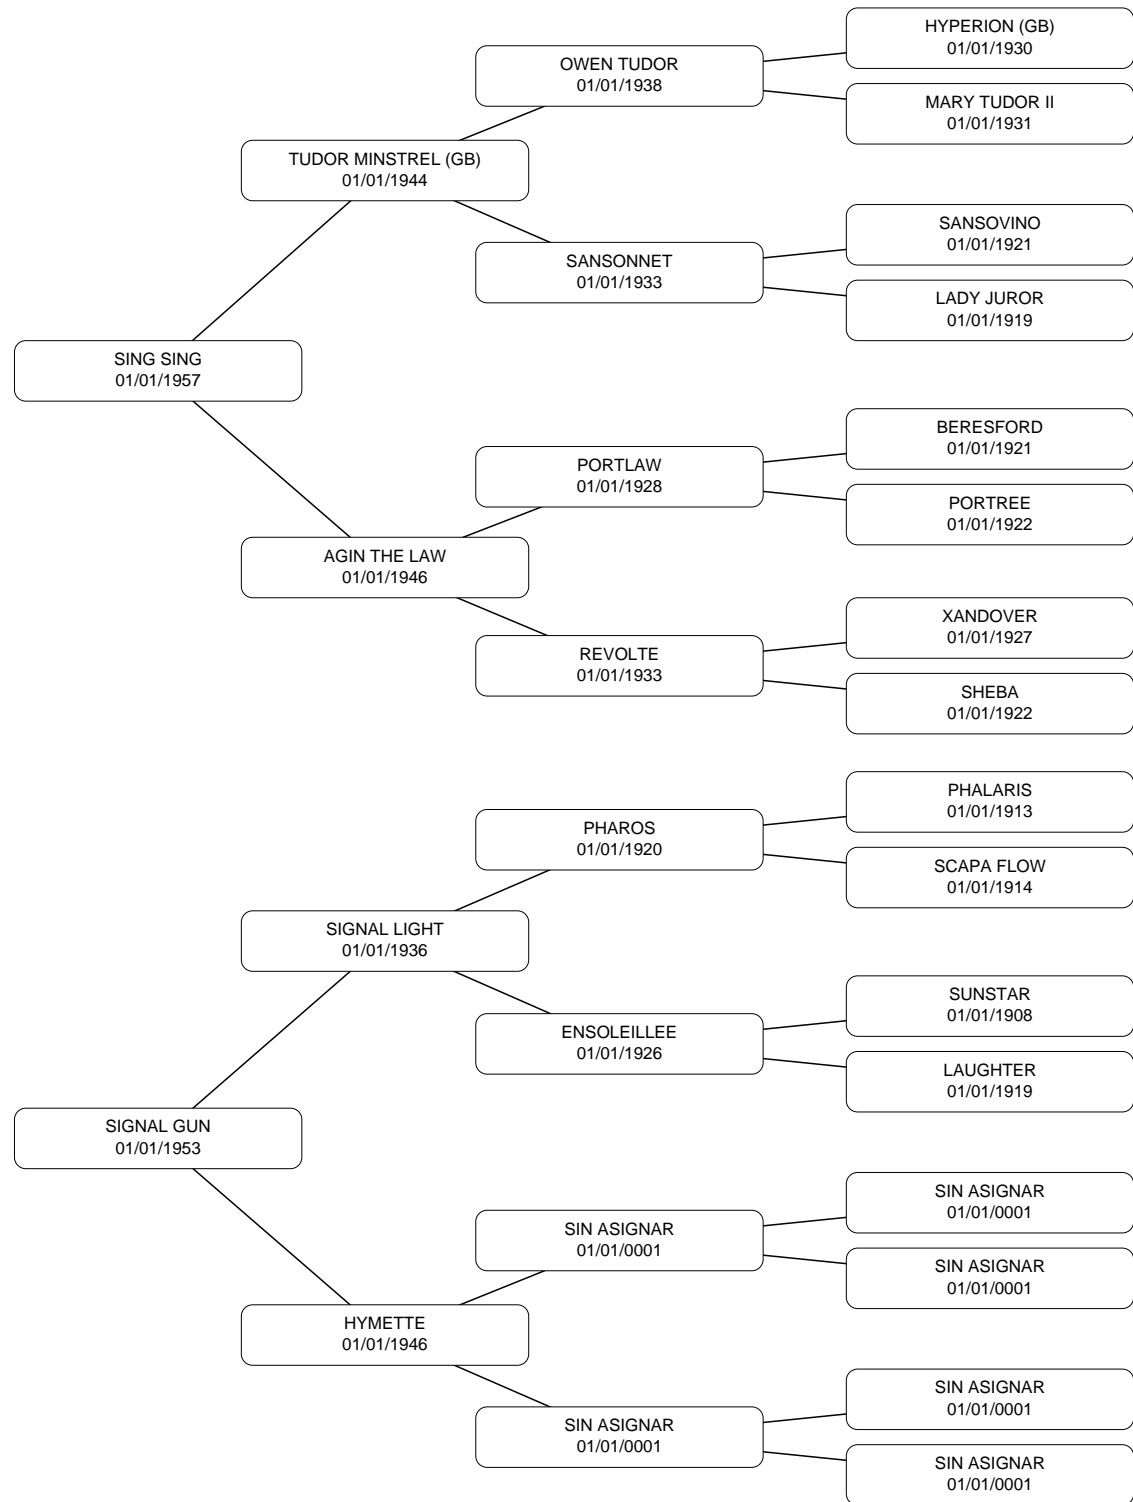 HYPERION (GB)
01/01/1930
OWEN TUDOR
01/01/1938
MARY TUDOR II
01/01/1931
TUDOR MINSTREL (GB)
01/01/1944
SANSOVINO
01/01/1921
SANSONNET
01/01/1933
LADY JUROR
01/01/1919
SING SING
01/01/1957
BERESFORD
01/01/1921
PORTLAW
01/01/1928
PORTREE
01/01/1922
AGIN THE LAW
01/01/1946
XANDOVER
01/01/1927
REVOLTE
01/01/1933
SHEBA
01/01/1922
PHALARIS
01/01/1913
PHAROS
01/01/1920
SCAPA FLOW
01/01/1914
SIGNAL LIGHT
01/01/1936
SUNSTAR
01/01/1908
ENSOLEILLEE
01/01/1926
LAUGHTER
01/01/1919
SIGNAL GUN
01/01/1953
SIN ASIGNAR
01/01/0001
SIN ASIGNAR
01/01/0001
SIN ASIGNAR
01/01/0001
HYMETTE
01/01/1946
SIN ASIGNAR
01/01/0001
SIN ASIGNAR
01/01/0001
SIN ASIGNAR
01/01/0001